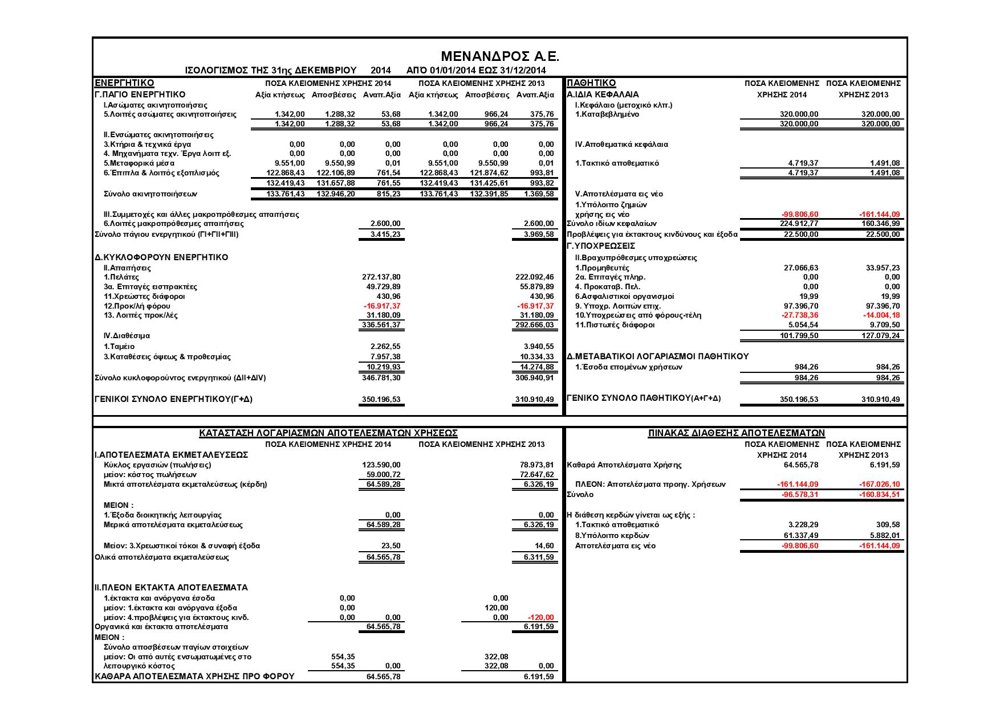 ΜΕΝΑΝΔΡΟΣ Α.Ε.
ΙΣΟΛΟΓΙΣΜΟΣ ΤΗΣ 31ης ΔΕΚΕΜΒΡΙΟΥ 2014 ΑΠΌ 01/01/2014 ΕΩΣ 31/12/2014
ΕΝΕΡΓΗΤΙΚΟ ΠΟΣΑ ΚΛΕΙΟΜΕΝΗΣ ΧΡΗΣΗΣ 2014 ΠΟΣΑ ΚΛΕΙΟΜΕΝΗΣ ΧΡΗΣΗΣ 2013
Γ.ΠΑΓΙΟ ΕΝΕΡΓΗΤΙΚΟ Αξία κτήσεως Αποσβέσεις Αναπ.Αξία Αξία κτήσεως Αποσβέσεις Αναπ.Αξία
Ι.Ασώματες ακινητοποιήσεις
5.Λοιπές ασώματες ακινητοποιήσεις 1.342,00 1.288,32 53,68 1.342,00 966,24 375,76
1.342,00 1.288,32 53,68 1.342,00 966,24 375,76
ΙΙ.Ενσώματες ακινητοποιήσεις
3.Κτήρια & τεχνικά έργα 0,00 0,00 0,00 0,00 0,00 0,00
4. Μηχανήματα τεχν. Έργα λοιπ εξ. 0,00 0,00 0,00 0,00 0,00 0,00
5.Μεταφορικά μέσα 9.551,00 9.550,99 0,01 9.551,00 9.550,99 0,01
6.Έπιπλα & λοιπός εξοπλισμός 122.868,43 122.106,89 761,54 122.868,43 121.874,62 993,81
132.419,43 131.657,88 761,55 132.419,43 131.425,61 993,82
Σύνολο ακινητοποιήσεων 133.761,43 132.946,20 815,23 133.761,43 132.391,85 1.369,58
ΙΙΙ.Συμμετοχές και άλλες μακροπρόθεσμες απαιτήσεις
6.Λοιπές μακροπρόθεσμες απαιτήσεις 2.600,00 2.600,00
Σύνολο πάγιου ενεργητικού (ΓΙ+ΓΙΙ+ΓΙΙΙ) 3.415,23 3.969,58
Δ.ΚΥΚΛΟΦΟΡΟΥΝ ΕΝΕΡΓΗΤΙΚΟ
ΙΙ.Απαιτήσεις
1.Πελάτες 272.137,80 222.092,46
3α. Επιταγές εισπρακτέες 49.729,89 55.879,89
11.Χρεώστες διάφοροι 430,96 430,96
12.Προκ/λή φόρου -16.917,37 -16.917,37
13. Λοιπές προκ/λές 31.180,09 31.180,09
336.561,37 292.666,03
ΙV.Διαθέσιμα
1.Ταμείο 2.262,55 3.940,55
3.Καταθέσεις όψεως & προθεσμίας 7.957,38 10.334,33
10.219,93 14.274,88
Σύνολο κυκλοφορούντος ενεργητικού (ΔΙΙ+ΔΙV) 346.781,30 306.940,91
ΓΕΝΙΚΟΙ ΣΥΝΟΛΟ ΕΝΕΡΓΗΤΙΚΟΥ(Γ+Δ) 350.196,53 310.910,49
ΠΑΘΗΤΙΚΟ ΠΟΣΑ ΚΛΕΙΟΜΕΝΗΣ ΠΟΣΑ ΚΛΕΙΟΜΕΝΗΣ
Α.ΙΔΙΑ ΚΕΦΑΛΑΙΑ ΧΡΗΣΗΣ 2014 ΧΡΗΣΗΣ 2013
Ι.Κεφάλαιο (μετοχικό κλπ.)
1.Καταβεβλημένο 320.000,00 320.000,00
320.000,00 320.000,00
IV.Αποθεματικά κεφάλαια
1.Τακτικό αποθεματικό 4.719,37 1.491,08
4.719,37 1.491,08
V.Αποτελέσματα εις νέο
1.Υπόλοιπο ζημιών
χρήσης εις νέο -99.806,60 -161.144,09
Σύνολο ιδίων κεφαλαίων 224.912,77 160.346,99
Προβλέψεις για έκτακτους κινδύνους και έξοδα 22.500,00 22.500,00
Γ.ΥΠΟΧΡΕΩΣΕΙΣ
ΙΙ.Βραχυπρόθεσμες υποχρεώσεις
1.Προμηθευτές 27.066,63 33.957,23
2α. Επιταγές πληρ. 0,00 0,00
4. Προκαταβ. Πελ. 0,00 0,00
6.Ασφαλιστικοί οργανισμοί 19,99 19,99
9. Υποχρ. Λοιπών επιχ. 97.396,70 97.396,70
10.Υποχρεώσεις από φόρους-τέλη -27.738,36 -14.004,18
11.Πιστωτές διάφοροι 5.054,54 9.709,50
101.799,50 127.079,24
Δ.ΜΕΤΑΒΑΤΙΚΟΙ ΛΟΓΑΡΙΑΣΜΟΙ ΠΑΘΗΤΙΚΟΥ
1.Έσοδα επομένων χρήσεων 984,26 984,26
984,26 984,26
ΓΕΝΙΚΟ ΣΥΝΟΛΟ ΠΑΘΗΤΙΚΟΥ(Α+Γ+Δ) 350.196,53 310.910,49
ΚΑΤΑΣΤΑΣΗ ΛΟΓΑΡΙΑΣΜΩΝ ΑΠΟΤΕΛΕΣΜΑΤΩΝ ΧΡΗΣΕΩΣ
ΠΟΣΑ ΚΛΕΙΟΜΕΝΗΣ ΧΡΗΣΗΣ 2014 ΠΟΣΑ ΚΛΕΙΟΜΕΝΗΣ ΧΡΗΣΗΣ 2013
Ι.ΑΠΟΤΕΛΕΣΜΑΤΑ ΕΚΜΕΤΑΛΕΥΣΕΩΣ
Κύκλος εργασιών (πωλήσεις) 123.590,00 78.973,81
μείον: κόστος πωλήσεων 59.000,72 72.647,62
Μικτά αποτελέσματα εκμεταλεύσεως (κέρδη) 64.589,28 6.326,19
ΜΕΙΟΝ :
1.Έξοδα διοικητικής λειτουργίας 0,00 0,00
Μερικά αποτελέσματα εκμεταλεύσεως 64.589,28 6.326,19
Μείον: 3.Χρεωστικοί τόκοι & συναφή έξοδα 23,50 14,60
Ολικά αποτελέσματα εκμεταλεύσεως 64.565,78 6.311,59
ΙΙ.ΠΛΕΟΝ ΕΚΤΑΚΤΑ ΑΠΟΤΕΛΕΣΜΑΤΑ
1.έκτακτα και ανόργανα έσοδα 0,00 0,00
μείον: 1.έκτακτα και ανόργανα έξοδα 0,00 120,00
μείον: 4.προβλέψεις για έκτακτους κινδ. 0,00 0,00 0,00 -120,00
Οργανικά και έκτακτα αποτελέσματα 64.565,78 6.191,59
ΜΕΙΟΝ :
Σύνολο αποσβέσεων παγίων στοιχείων
μείον: Οι από αυτές ενσωματωμένες στο 554,35 322,08
λειτουργικό κόστος 554,35 0,00 322,08 0,00
ΚΑΘΑΡΑ ΑΠΟΤΕΛΕΣΜΑΤΑ ΧΡΗΣΗΣ ΠΡΟ ΦΟΡΟΥ 64.565,78 6.191,59
ΠΙΝΑΚΑΣ ΔΙΑΘΕΣΗΣ ΑΠΟΤΕΛΕΣΜΑΤΩΝ
ΠΟΣΑ ΚΛΕΙΟΜΕΝΗΣ ΠΟΣΑ ΚΛΕΙΟΜΕΝΗΣ
ΧΡΗΣΗΣ 2014 ΧΡΗΣΗΣ 2013
Καθαρά Αποτελέσματα Χρήσης 64.565,78 6.191,59
ΠΛΕΟΝ: Αποτελέσματα προηγ. Χρήσεων -161.144,09 -167.026,10
Σύνολο -96.578,31 -160.834,51
Η διάθεση κερδών γίνεται ως εξής :
1.Τακτικό αποθεματικό 3.228,29 309,58
8.Υπόλοιπο κερδών 61.337,49 5.882,01
Αποτελέσματα εις νέο -99.806,60 -161.144,09